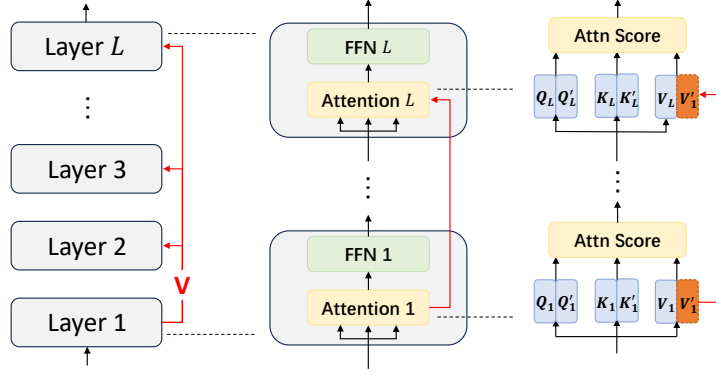 Layer L
⋮
Layer 3
Layer 2
V
Layer 1
FFN L
Attention L
⋮
FFN 1
Attention 1
Attn Score
Q_L Q'_L K_L K'_L V_L V'_1
⋮
Attn Score
Q_1 Q'_1 K_1 K'_1 V_1 V'_1